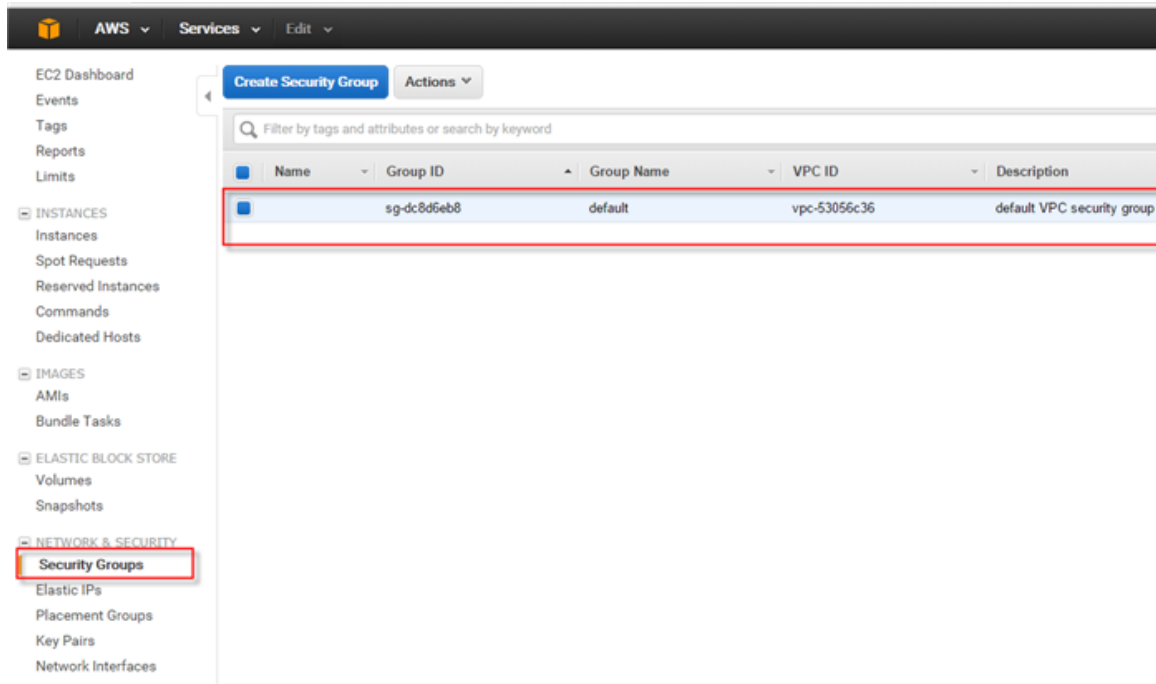 AWS Services Edit
EC2 Dashboard
Events
Tags
Reports
Limits
INSTANCES
Instances
Spot Requests
Reserved Instances
Commands
Dedicated Hosts
IMAGES
AMIs
Bundle Tasks
ELASTIC BLOCK STORE
Volumes
Snapshots
NETWORK & SECURITY
Security Groups
Elastic IPs
Placement Groups
Key Pairs
Network Interfaces
Create Security Group Actions
Filter by tags and attributes or search by keyword
Name Group ID Group Name VPC ID Description
sg-dc8d6eb8 default vpc-53056c36 default VPC security group